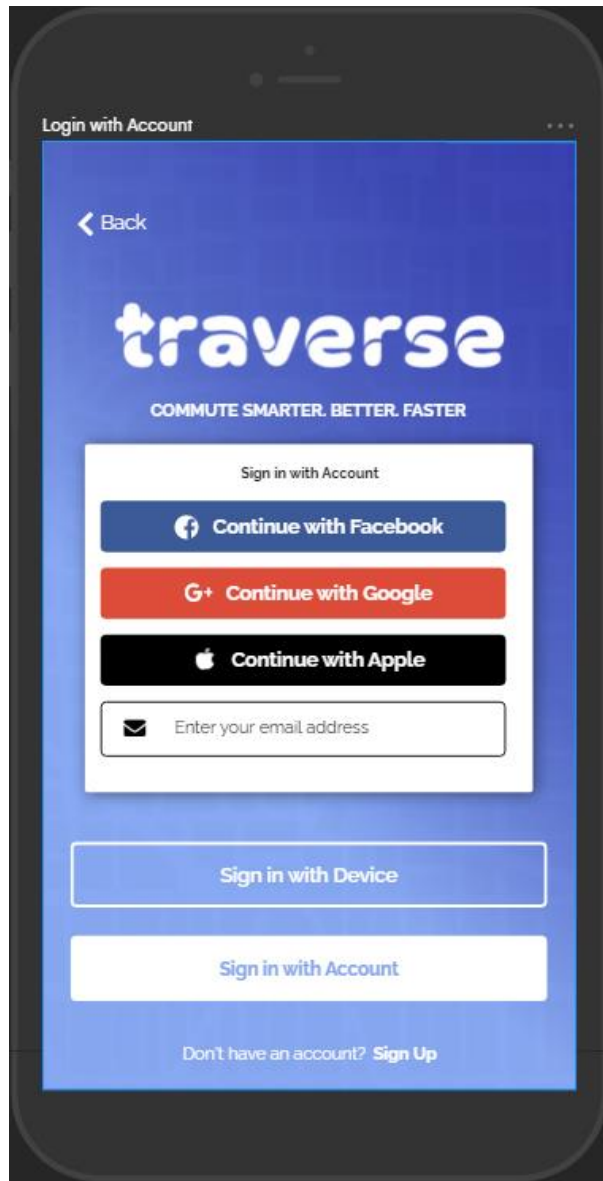 Login with Account
Back
traverse
COMMUTE SMARTER. BETTER. FASTER
Sign in with Account
Continue with Facebook
G+ Continue with Google
Continue with Apple
Enter your email address
Sign in with Device
Sign in with Account
Don't have an account? Sign Up